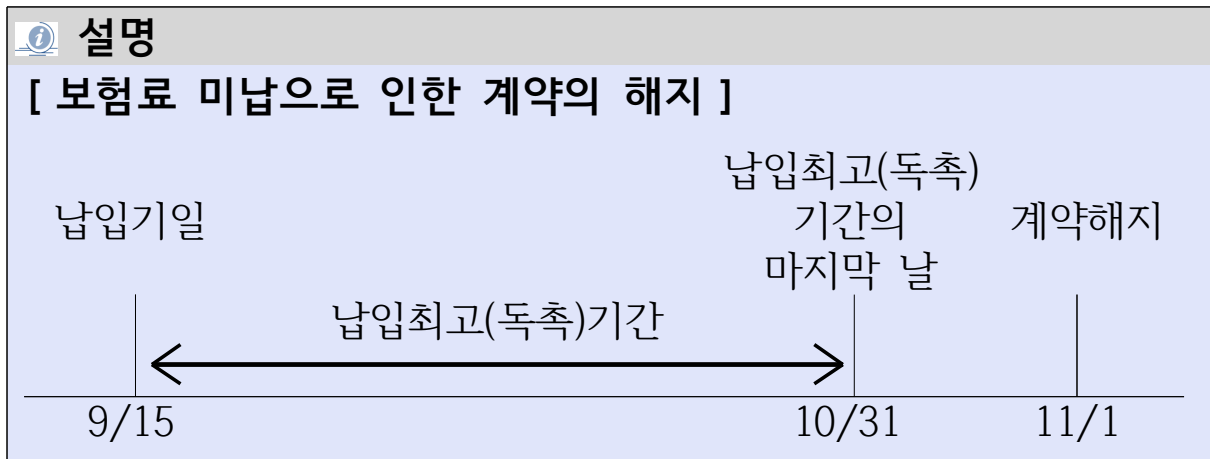 설명
[ 보험료 미납으로 인한 계약의 해지 ]
납입기일
납입최고(독촉)
기간의
마지막 날
계약해지
납입최고(독촉)기간
9/15
10/31
11/1